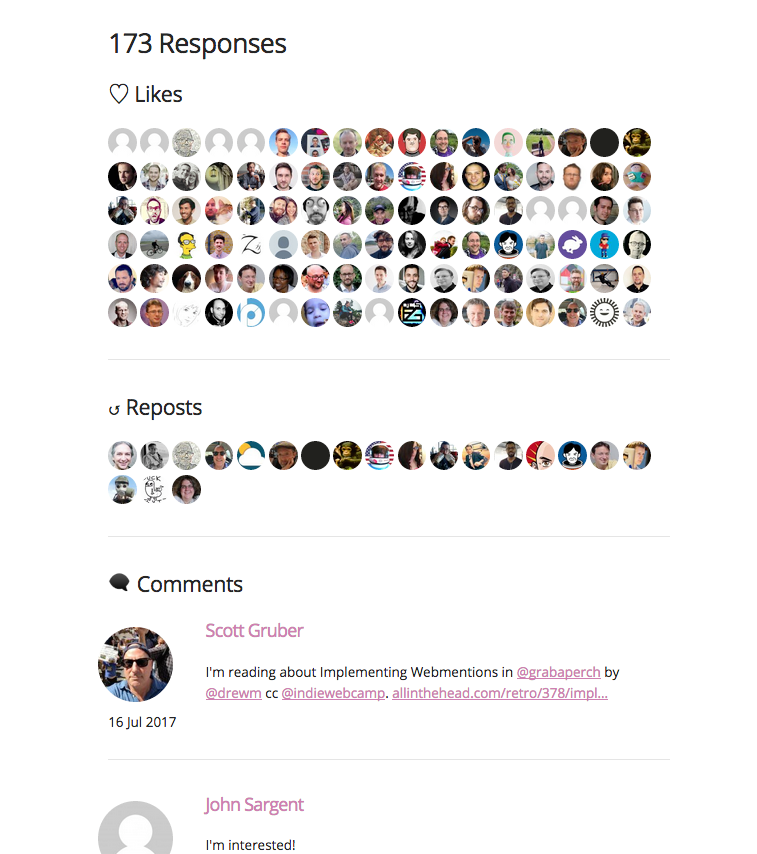 173 Responses
♡ Likes
↺ Reposts
Comments
Scott Gruber
I'm reading about Implementing Webmentions in @grabaperch by
@drewm cc @indiewebcamp. allinthehead.com/retro/378/impl...
16 Jul 2017
John Sargent
I'm interested!